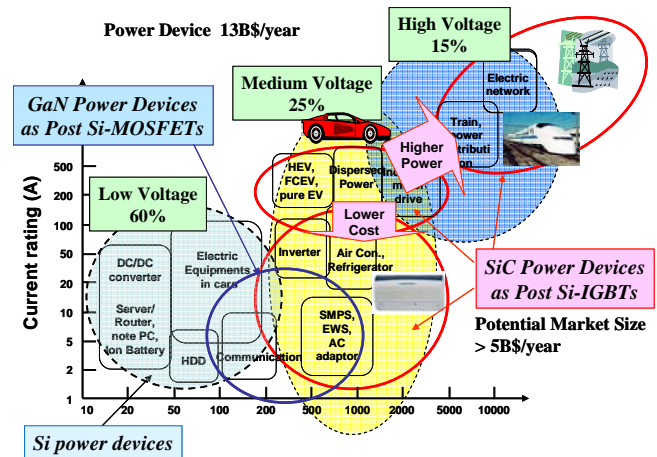 Power Device 13B$/year
High Voltage
15%
Medium Voltage
25%
GaN Power Devices
as Post Si-MOSFETs
Low Voltage
60%
Electric
network
Train,
power
Higher
Power
HEV,
FCEV,
pure EV
Dispersed
Power
drive
Lower
Cost
Inverter
Air Con.,
Refrigerator
Electric
Equipments
in cars
DC/DC
converter
Server/
Router,
note PC,
Ion Battery
HDD
Communication
SMPS,
EWS,
AC
adaptor
SiC Power Devices
as Post Si-IGBTs
Potential Market Size
> 5B$/year
Si power devices
Current rating (A)
500
200
100
50
20
10
5
2
1
10
20
50
100
200
500
1000
2000
5000
10000